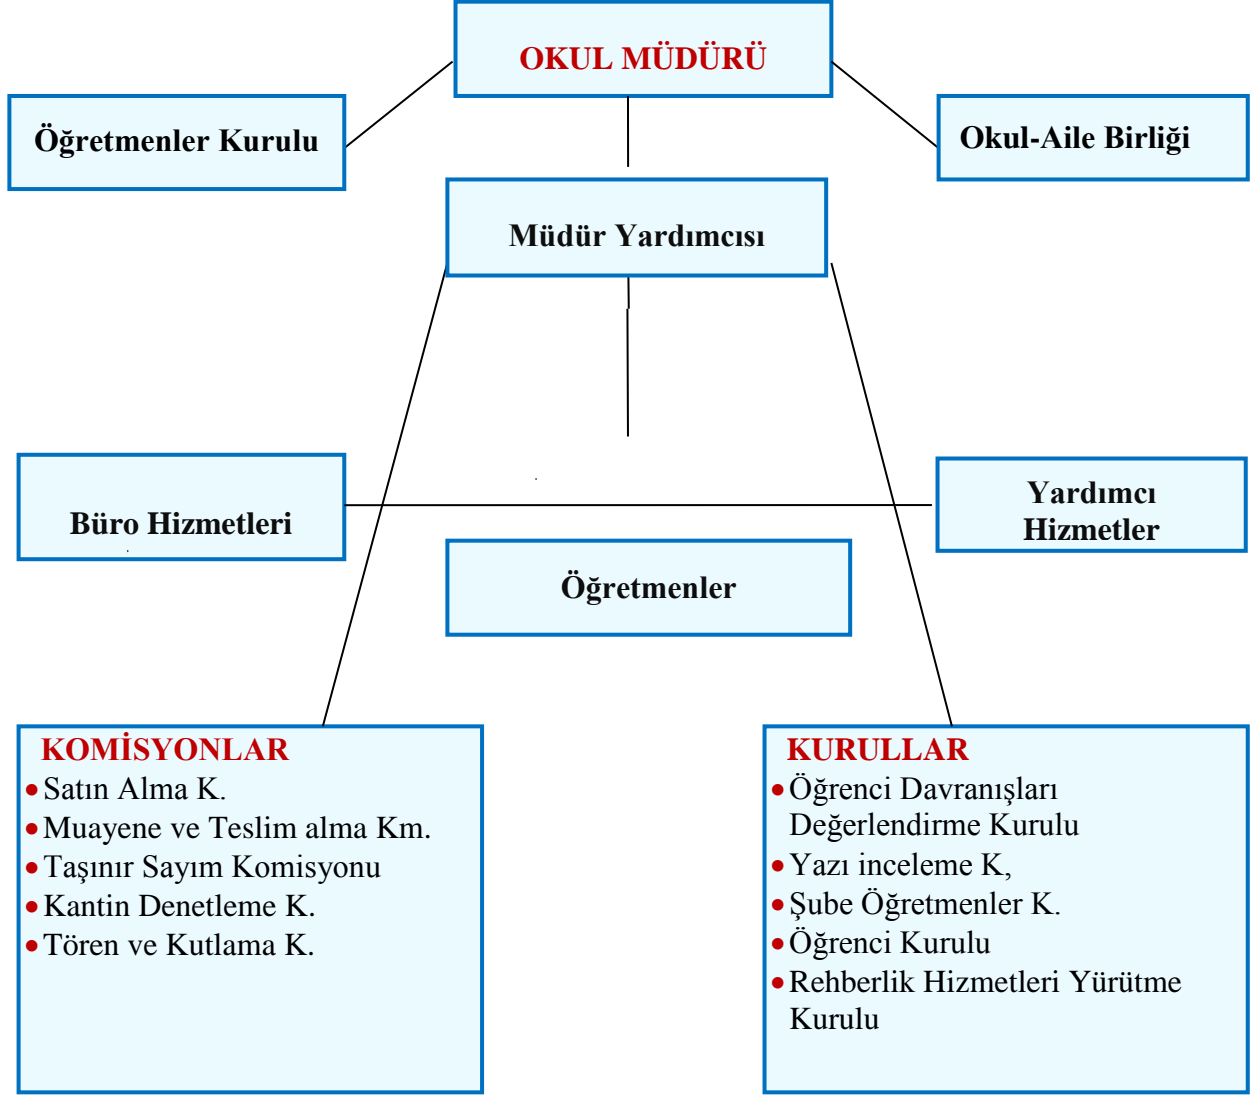 OKUL MÜDÜRÜ
Öğretmenler Kurulu
Okul-Aile Birliği
Müdür Yardımcısı
Büro Hizmetleri
Yardımcı
Hizmetler
Öğretmenler
KOMİSYONLAR
•Satın Alma K.
•Muayene ve Teslim alma Km.
•Taşınır Sayım Komisyonu
•Kantin Denetleme K.
•Tören ve Kutlama K.
KURULLAR
•Öğrenci Davranışları
Değerlendirme Kurulu
•Yazı inceleme K,
•Şube Öğretmenler K.
•Öğrenci Kurulu
•Rehberlik Hizmetleri Yürütme
Kurulu